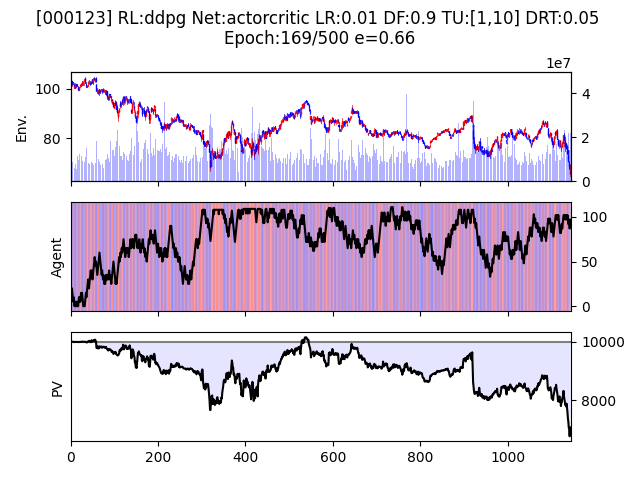 [000123] RL:ddpg Net:actorcritic LR:0.01 DF:0.9 TU:[1,10] DRT:0.05
Epoch:169/500 e=0.66
1e7
100
80
Env.
4
2
0
Agent
100
50
0
PV
10000
8000
0
200
400
600
800
1000